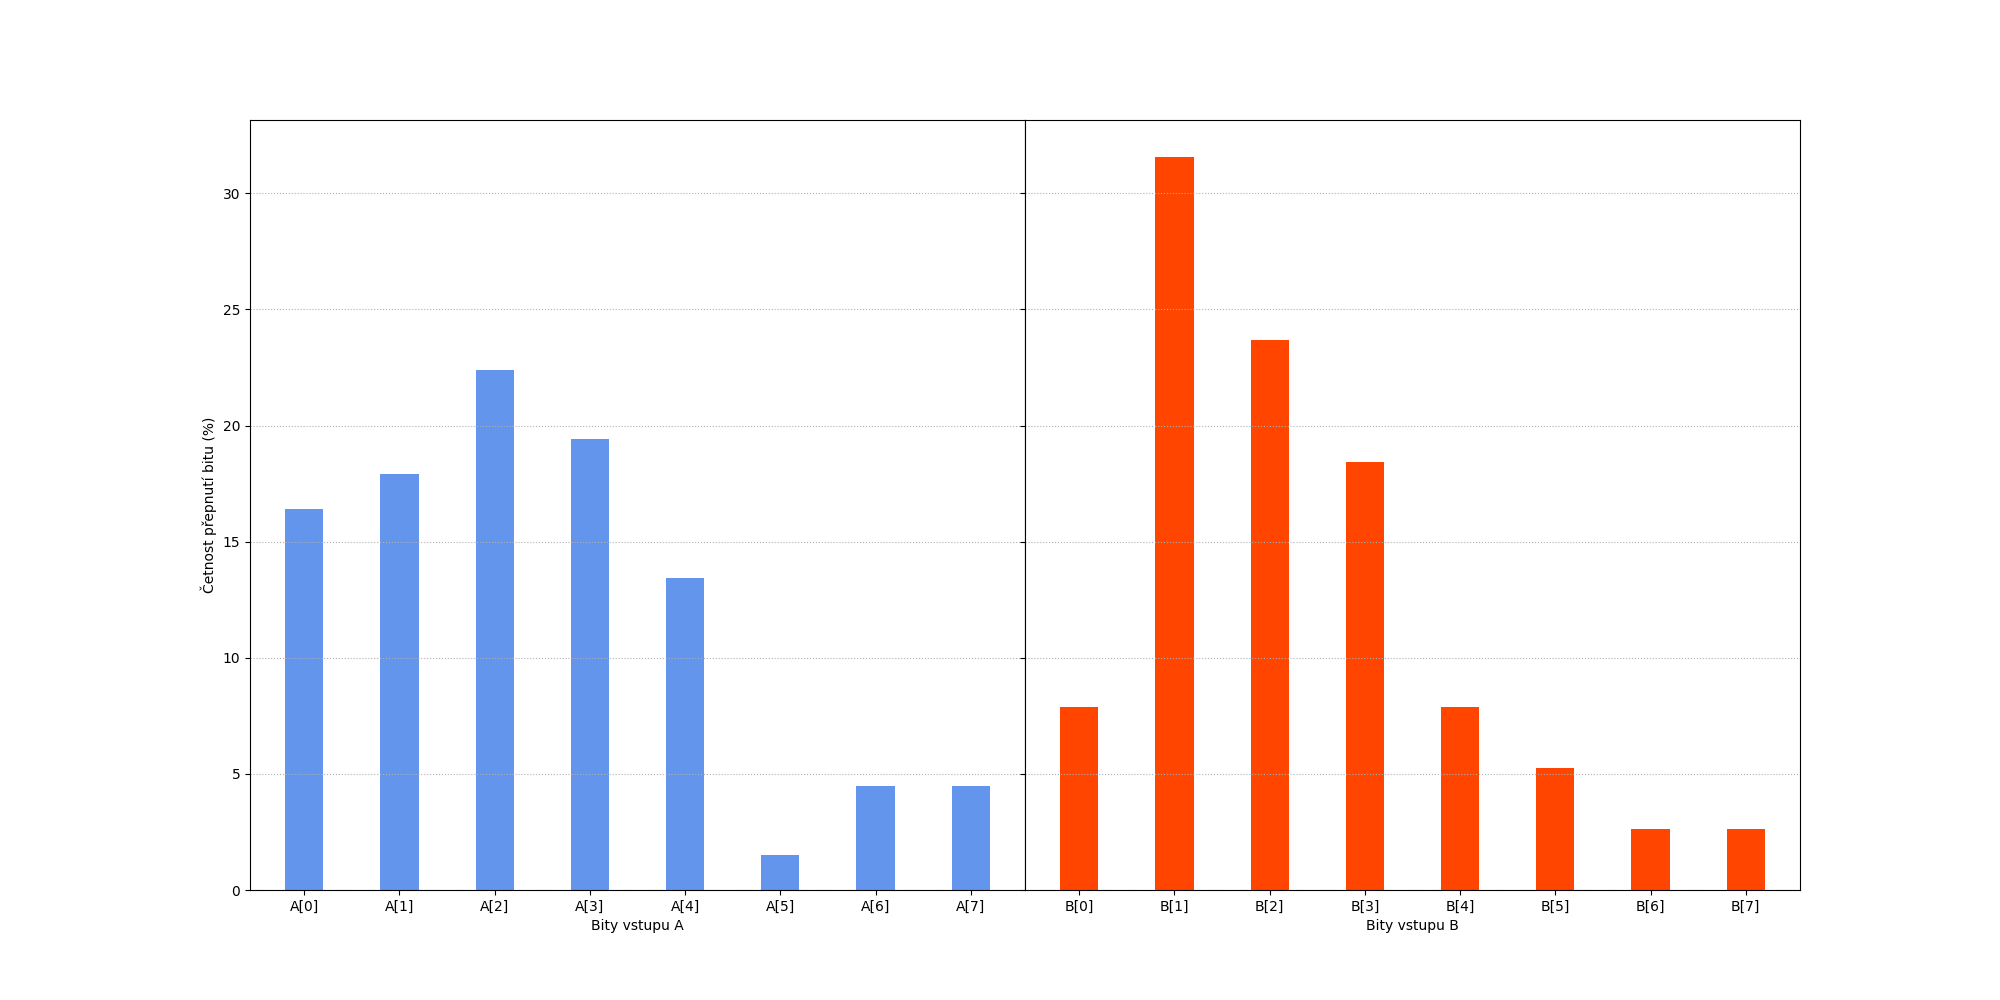 Četnost přepnutí bitu (%)
30
25
20
15
10
5
0
A[0] A[1] A[2] A[3] A[4] A[5] A[6] A[7]
Bity vstupu A
B[0] B[1] B[2] B[3] B[4] B[5] B[6] B[7]
Bity vstupu B